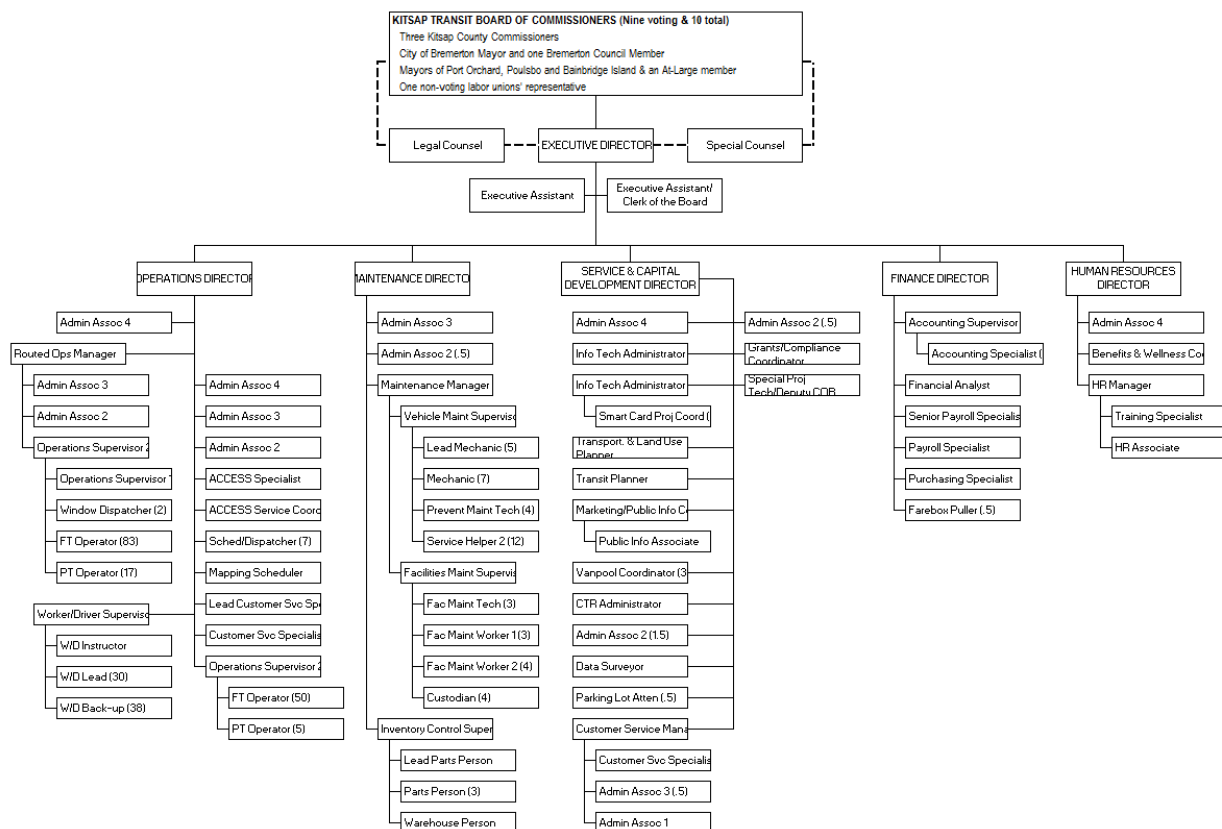 KITSAP TRANSIT BOARD OF COMMISSIONERS (Nine voting & 10 total)
Three Kitsap County Commissioners
City of Bremerton Mayor and one Bremerton Council Member
Mayors of Port Orchard, Poulsbo and Bainbridge Island & an At-Large member
One non-voting labor unions' representative
Legal Counsel
EXECUTIVE DIRECTOR
Special Counsel
Executive Assistant
Executive Assistant/
Clerk of the Board
OPERATIONS DIRECTOR
Admin Assoc 4
Routed Ops Manager
Admin Assoc 3
Admin Assoc 2
Operations Supervisor 2
Operations Supervisor
Window Dispatcher (2)
FT Operator (83)
PT Operator (17)
Worker/Driver Superviso
W/D Instructor
W/D Lead (30)
W/D Back-up (38)
Admin Assoc 4
Admin Assoc 3
Admin Assoc 2
ACCESS Specialist
ACCESS Service Coord
Sched/Dispatcher (7)
Mapping Scheduler
Lead Customer Svc Spe
Customer Svc Specialis
Operations Supervisor 2
FT Operator (50)
PT Operator (5)
MAINTENANCE DIRECTO
Admin Assoc 3
Admin Assoc 2 (.5)
Maintenance Manager
Vehicle Maint Superviso
Lead Mechanic (5)
Mechanic (7)
Prevent Maint Tech (4)
Service Helper 2 (12)
Facilities Maint Supervis
Fac Maint Tech (3)
Fac Maint Worker 1 (3)
Fac Maint Worker 2 (4)
Custodian (4)
Inventory Control Super
Lead Parts Person
Parts Person (3)
Warehouse Person
SERVICE & CAPITAL
DEVELOPMENT DIRECTOR
Admin Assoc 4
Info Tech Administrator
Info Tech Administrator
Smart Card Proj Coord (
Transport. & Land Use
Planner
Transit Planner
Marketing/Public Info C
Public Info Associate
Vanpool Coordinator (3
CTR Administrator
Admin Assoc 2 (1.5)
Data Surveyor
Parking Lot Atten (.5)
Customer Service Mana
Customer Svc Specialis
Admin Assoc 3 (.5)
Admin Assoc 1
Admin Assoc 2 (.5)
Grants/Compliance
Coordinator
Special Proj
Tech/Deputy COB
FINANCE DIRECTOR
Accounting Supervisor
Accounting Specialist (
Financial Analyst
Senior Payroll Specialis
Payroll Specialist
Purchasing Specialist
Farebox Puller (.5)
HUMAN RESOURCES
DIRECTOR
Admin Assoc 4
Benefits & Wellness Coo
HR Manager
Training Specialist
HR Associate